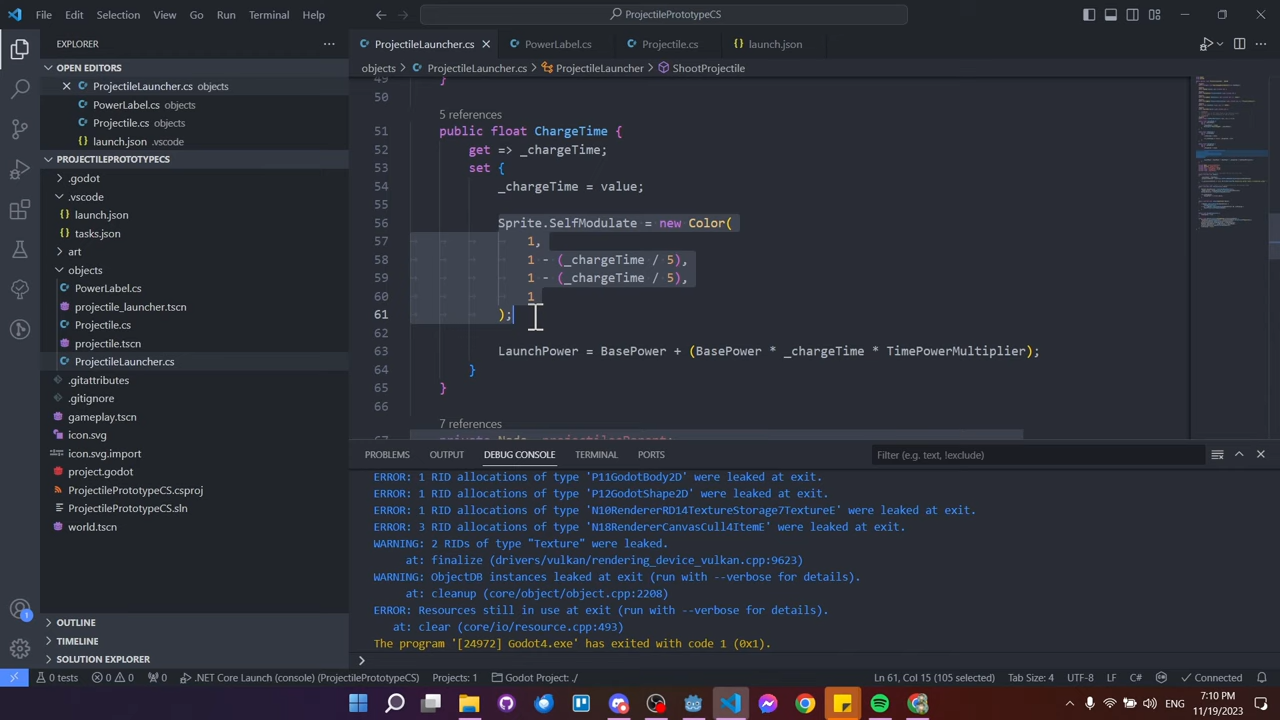 File Edit Selection View Go Run Terminal Help
ProjectilePrototypeCS
EXPLORER
OPEN EDITORS
ProjectileLauncher.cs objects
PowerLabel.cs objects
Projectile.cs objects
launch.json .vscode
PROJECTILEPROTOTYPECS
.godot
.vscode
launch.json
tasks.json
art
objects
PowerLabel.cs
projectile_launcher.tscn
Projectile.cs
projectile.tscn
ProjectileLauncher.cs
.gitattributes
.gitignore
gameplay.tscn
icon.svg
icon.svg.import
project.godot
ProjectilePrototypeCS.csproj
ProjectilePrototypeCS.sln
world.tscn
OUTLINE
TIMELINE
SOLUTION EXPLORER
ProjectileLauncher.cs PowerLabel.cs Projectile.cs launch.json
objects > ProjectileLauncher.cs > ProjectileLauncher > ShootProjectile
49 }
50
5 references
51 public float ChargeTime {
52 get => _chargeTime;
53 set {
54 _chargeTime = value;
55
56 sprite.SelfModulate = new Color(
57 1,
58 1 - (_chargeTime / 5),
59 1 - (_chargeTime / 5),
60 1
61 );
62
63 LaunchPower = BasePower + (BasePower * _chargeTime * TimePowerMultiplier);
64 }
65 }
66
7 references
PROBLEMS OUTPUT DEBUG CONSOLE TERMINAL PORTS Filter (e.g. text, !exclude)
ERROR: 1 RID allocations of type 'P11GodotBody2D' were leaked at exit.
ERROR: 1 RID allocations of type 'P12GodotShape2D' were leaked at exit.
ERROR: 1 RID allocations of type 'N10RendererRD14TextureStorage7TextureE' were leaked at exit.
ERROR: 3 RID allocations of type 'N18RendererCanvasCull4ItemE' were leaked at exit.
WARNING: 2 RIDs of type "Texture" were leaked.
at: finalize (drivers/vulkan/rendering_device_vulkan.cpp:9623)
WARNING: ObjectDB instances leaked at exit (run with --verbose for details).
at: cleanup (core/object/object.cpp:2208)
ERROR: Resources still in use at exit (run with --verbose for details).
at: clear (core/io/resource.cpp:493)
The program '[24972] Godot4.exe' has exited with code 1 (0x1).
0 tests 0 0 0 .NET Core Launch (console) (ProjectilePrototypeCS) Projects: 1 Godot Project: ./ Ln 61, Col 15 (105 selected) Tab Size: 4 UTF-8 LF C# Connected
ENG 7:10 PM
11/19/2023